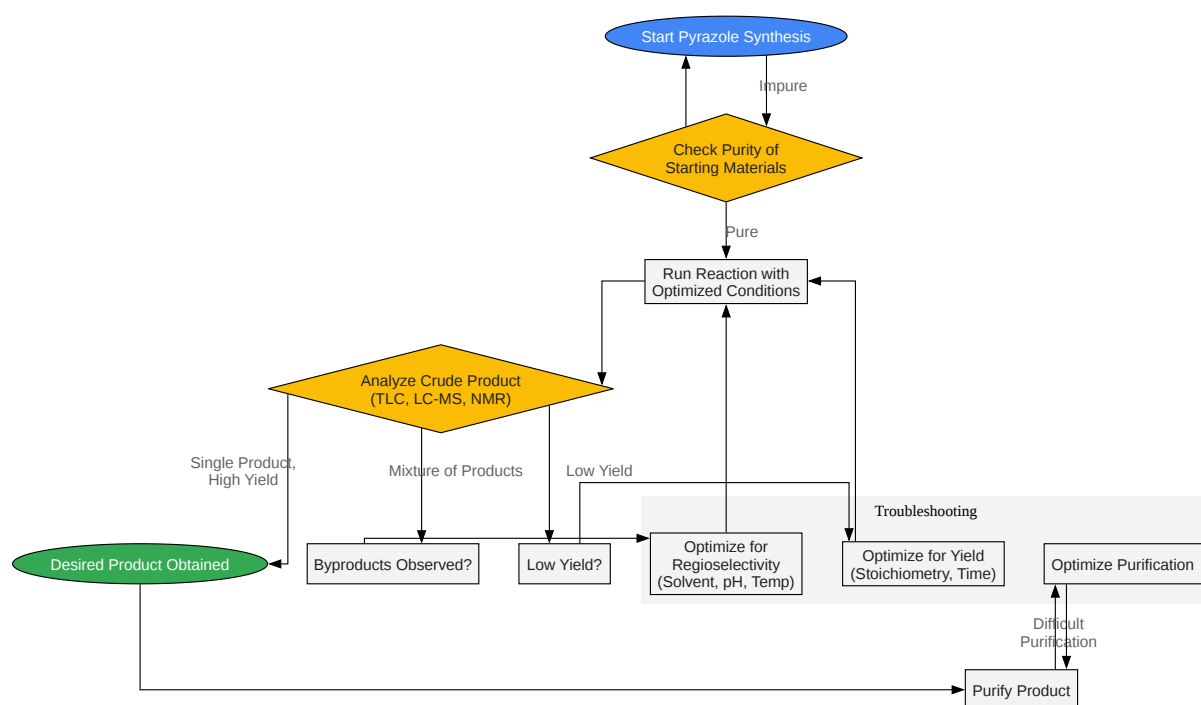 Start Pyrazole Synthesis
Impure
Check Purity of
Starting Materials
Pure
Run Reaction with
Optimized Conditions
Analyze Crude Product
(TLC, LC-MS, NMR)
Single Product,
High Yield
Mixture of Products
Low Yield
Troubleshooting
Desired Product Obtained
Byproducts Observed?
Low Yield?
Optimize for
Regioselectivity
(Solvent, pH, Temp)
Optimize for Yield
(Stoichiometry, Time)
Optimize Purification
Difficult
Purification
Purify Product